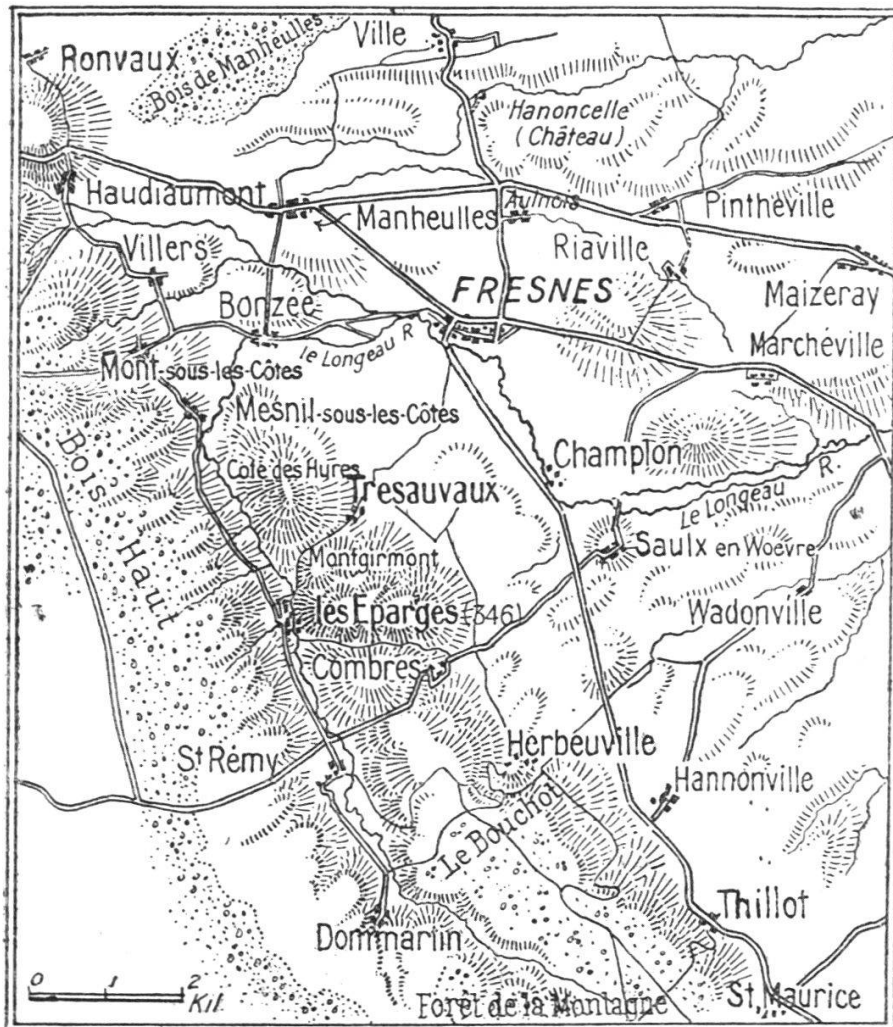 Ronvaux
Bois de Manheulles
Ville
Hanoncelle
(Château)
Haudiaumont
Manheulles
Aulnois
Pintheville
Villers
Riaville
Bonzée
FRESNES
Maizeray
le Longeau R.
Marchéville
Mont-sous-les-Côtes
Mesnil-sous-les-Côtes
Bois Haut
Côte des Hures
Tresauvaux
Champlon
Le Longeau R.
Montgirmont
Saulx en Woëvre
les Eparges (346)
Wadonville
Combres
St Rémy
Herbeuville
Hannonville
Le Bouchot
Thillot
Dommartin
0 1 2
Kil.
Forêt de la Montagne
St Maurice